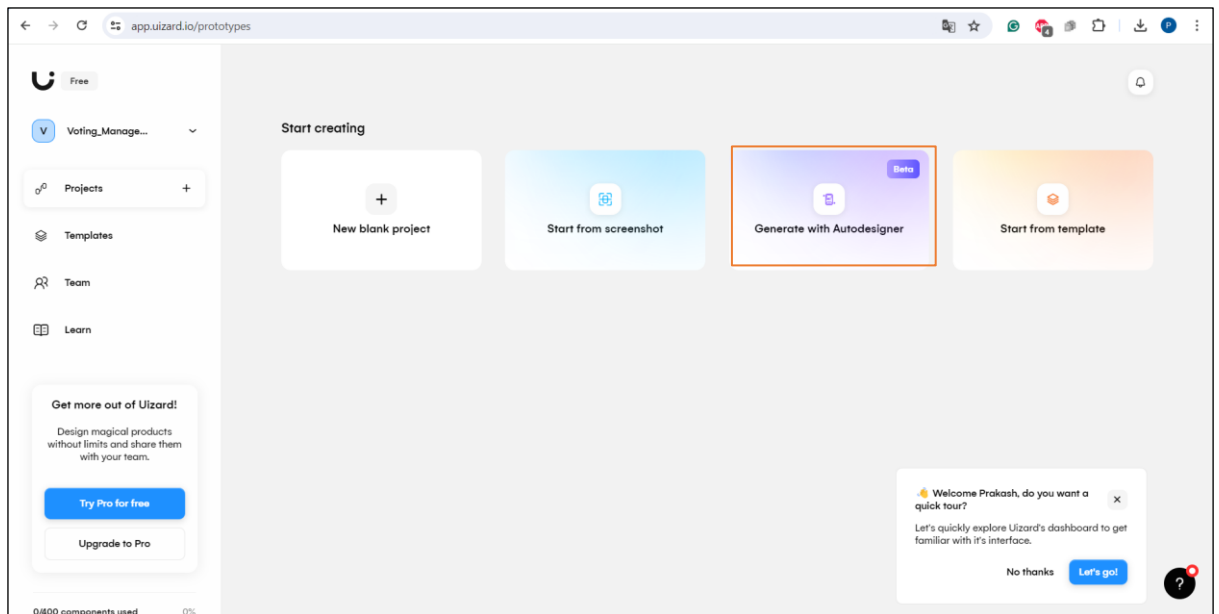 app.uizard.io/prototypes
4
P
Free
V
Voting_Manage...
Projects
+
Templates
Team
Learn
Get more out of Uizard!
Design magical products
without limits and share them
with your team.
Try Pro for free
Upgrade to Pro
0/400 components used 0%
Start creating
+
New blank project
Start from screenshot
Beta
Generate with Autodesigner
Start from template
👋 Welcome Prakash, do you want a
quick tour?
Let's quickly explore Uizard's dashboard to get
familiar with it's interface.
No thanks
Let's go!
?